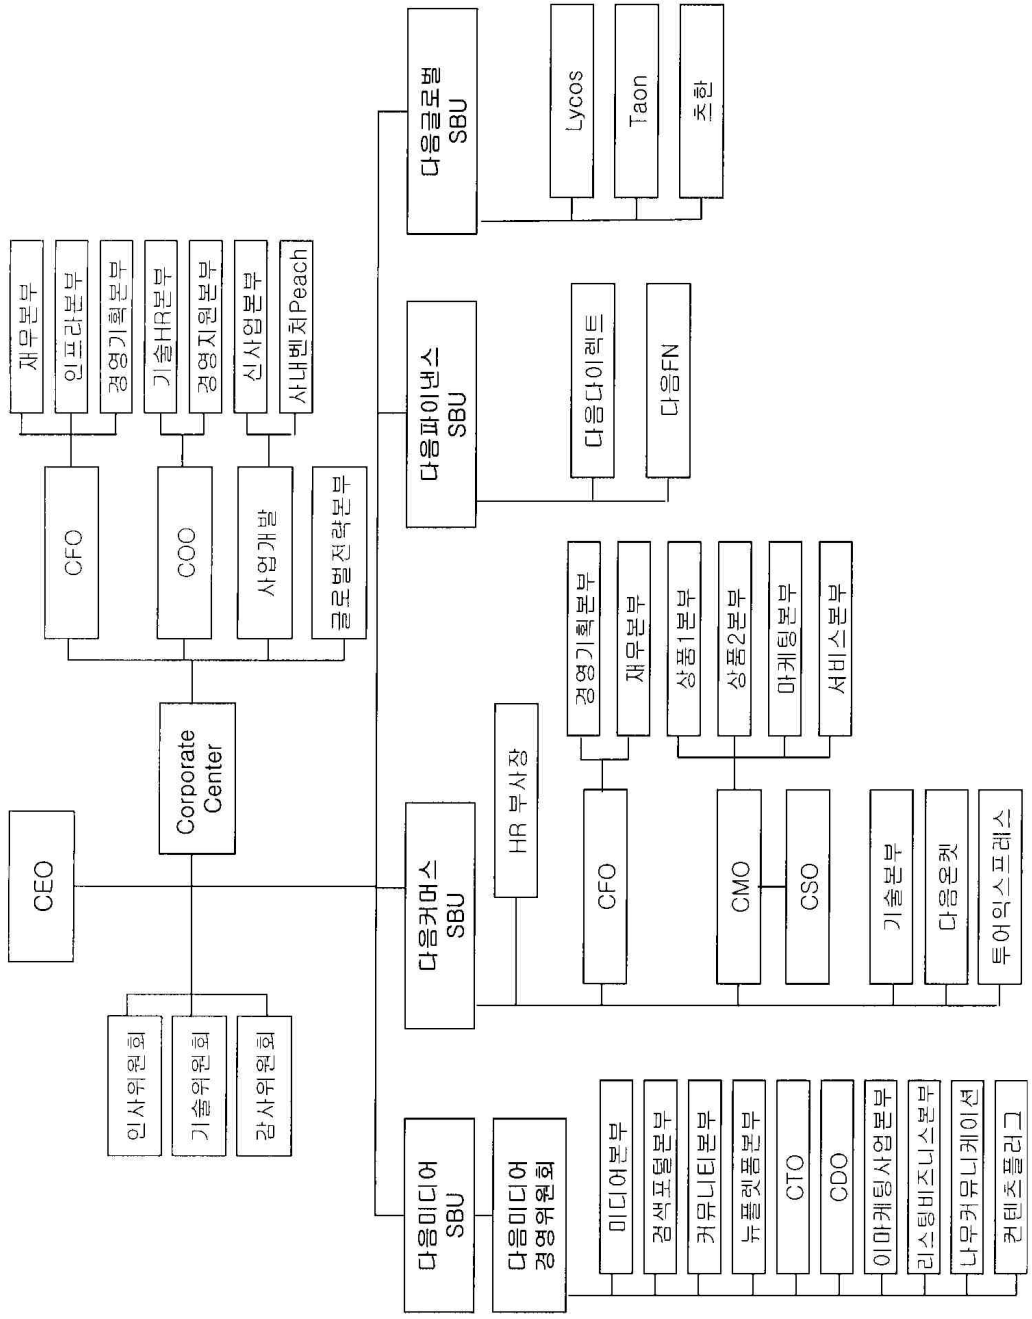 CEO
인사위원회
기술위원회
감사위원회
Corporate
Center
CFO
재무본부
인프라본부
경영기획본부
COO
기술HR본부
경영지원본부
사업개발
신사업본부
사내벤처Peach
글로벌전략본부
다음미디어
SBU
다음미디어
경영위원회
미디어본부
검색포털본부
커뮤니티본부
뉴플렛폼본부
CTO
CDO
이마케팅사업본부
리스팅비즈니스본부
나무커뮤니케이션
컨텐츠플러그
다음커머스
SBU
HR 부사장
CFO
경영기획본부
재무본부
CMO
상품1본부
상품2본부
마케팅본부
서비스본부
CSO
기술본부
다음온켓
투어익스프레스
다음파이낸스
SBU
다음다이렉트
다음FN
다음글로벌
SBU
Lycos
Taon
쯔한